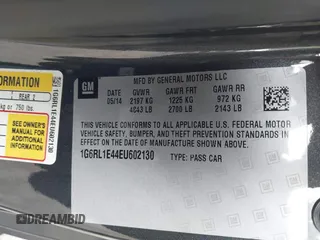 FORMATION
REAR 2
kg or 750 lbs.
SEE OWNER'S
MANUAL FOR
ADDITIONAL
INFORMATION
1G6RL1E44EU602130
GM
MFD BY GENERAL MOTORS LLC
DATE GVWR GAWR FRT GAWR RR
05/14 2197 KG 1225 KG 972 KG
4843 LB 2700 LB 2143 LB
THIS VEHICLE CONFORMS TO ALL APPLICABLE U.S. FEDERAL MOTOR
VEHICLE SAFETY, BUMPER, AND THEFT PREVENTION STANDARDS IN
EFFECT ON THE DATE OF MANUFACTURE SHOWN ABOVE.
1G6RL1E44EU602130 TYPE: PASS CAR
DREAMBID